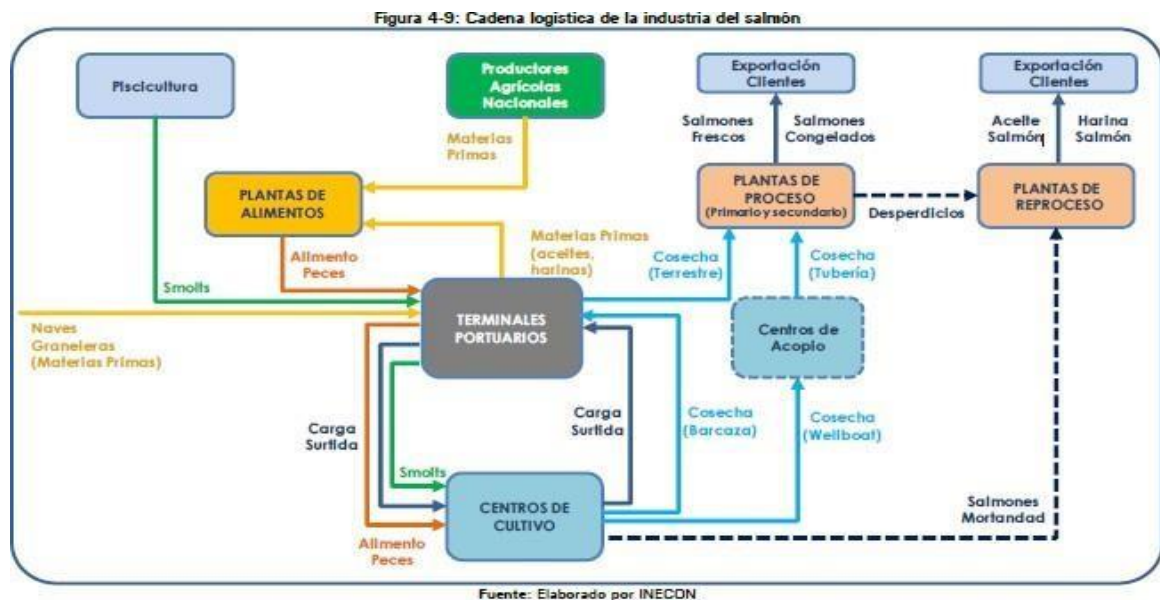 Figura 4-9: Cadena logística de la industria del salmón
Piscicultura
Productores
Agrícolas
Nacionales
Exportación
Clientes
Exportación
Clientes
Materias
Primas
Salmones
Frescos
Salmones
Congelados
Aceite
Salmón
Harina
Salmón
PLANTAS DE
ALIMENTOS
PLANTAS DE
PROCESO
(Primario y secundario)
Desperdicios
PLANTAS DE
REPROCESO
Alimento
Peces
Materias Primas
(aceites,
harinas)
Cosecha
(Terrestre)
Cosecha
(Tubería)
Smolts
Naves
Graneleras
(Materias Primas)
TERMINALES
PORTUARIOS
Centros de
Acopio
Carga
Surtida
Carga
Surtida
Cosecha
(Barcaza)
Cosecha
(Wellboat)
Smolts
CENTROS DE
CULTIVO
Salmones
Mortandad
Alimento
Peces
Fuente: Elaborado por INECON